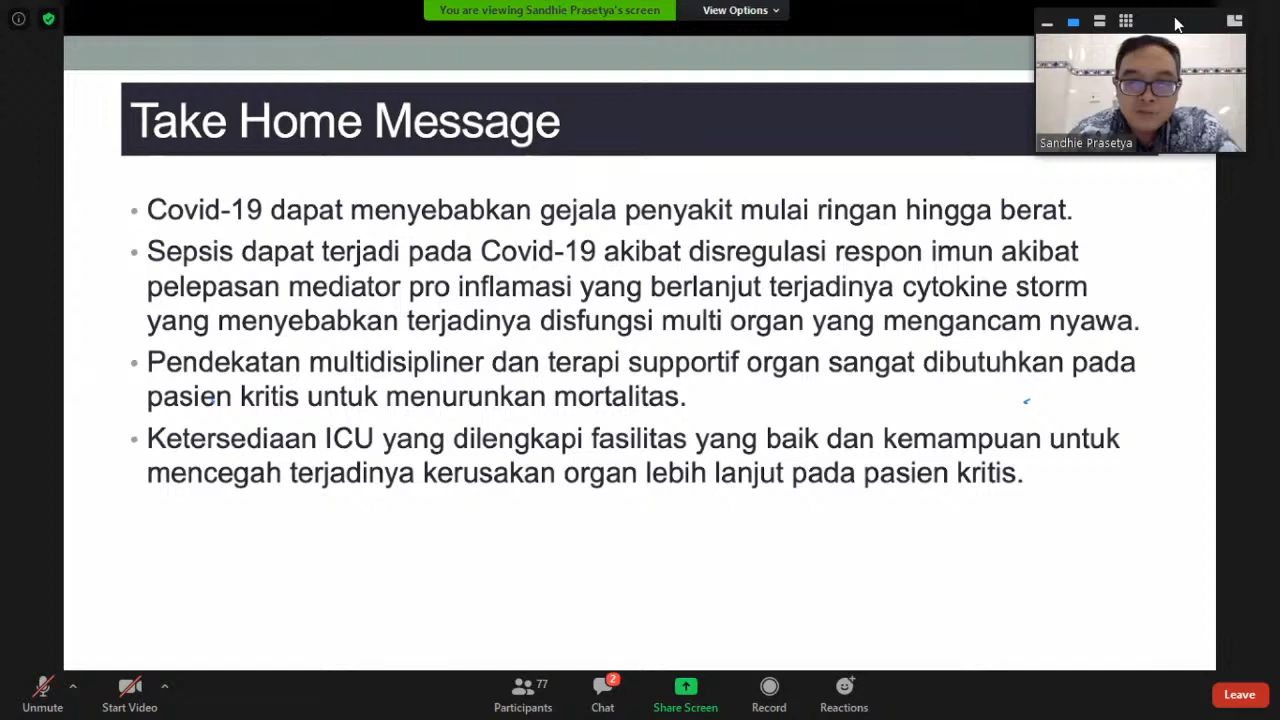 You are viewing Sandhie Prasetya's screen
View Options
Sandhie Prasetya
Take Home Message
• Covid-19 dapat menyebabkan gejala penyakit mulai ringan hingga berat.
• Sepsis dapat terjadi pada Covid-19 akibat disregulasi respon imun akibat
pelepasan mediator pro inflamasi yang berlanjut terjadinya cytokine storm
yang menyebabkan terjadinya disfungsi multi organ yang mengancam nyawa.
• Pendekatan multidisipliner dan terapi supportif organ sangat dibutuhkan pada
pasien kritis untuk menurunkan mortalitas.
• Ketersediaan ICU yang dilengkapi fasilitas yang baik dan kemampuan untuk
mencegah terjadinya kerusakan organ lebih lanjut pada pasien kritis.
77
2
Unmute
Start Video
Participants
Chat
Share Screen
Record
Reactions
Leave